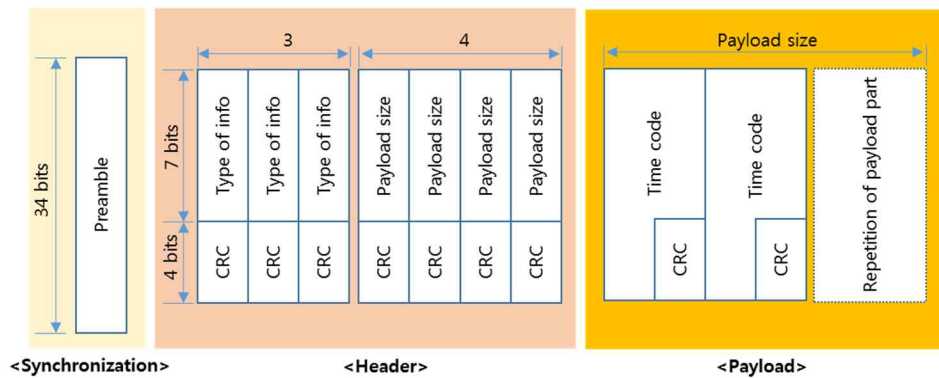 3
4
Payload size
34 bits
Preamble
7 bits
4 bits
Type of info
Type of info
Type of info
Payload size
Payload size
Payload size
Payload size
CRC
CRC
CRC
CRC
CRC
CRC
CRC
Time code
CRC
Time code
CRC
Repetition of payload part
<Synchronization>
<Header>
<Payload>